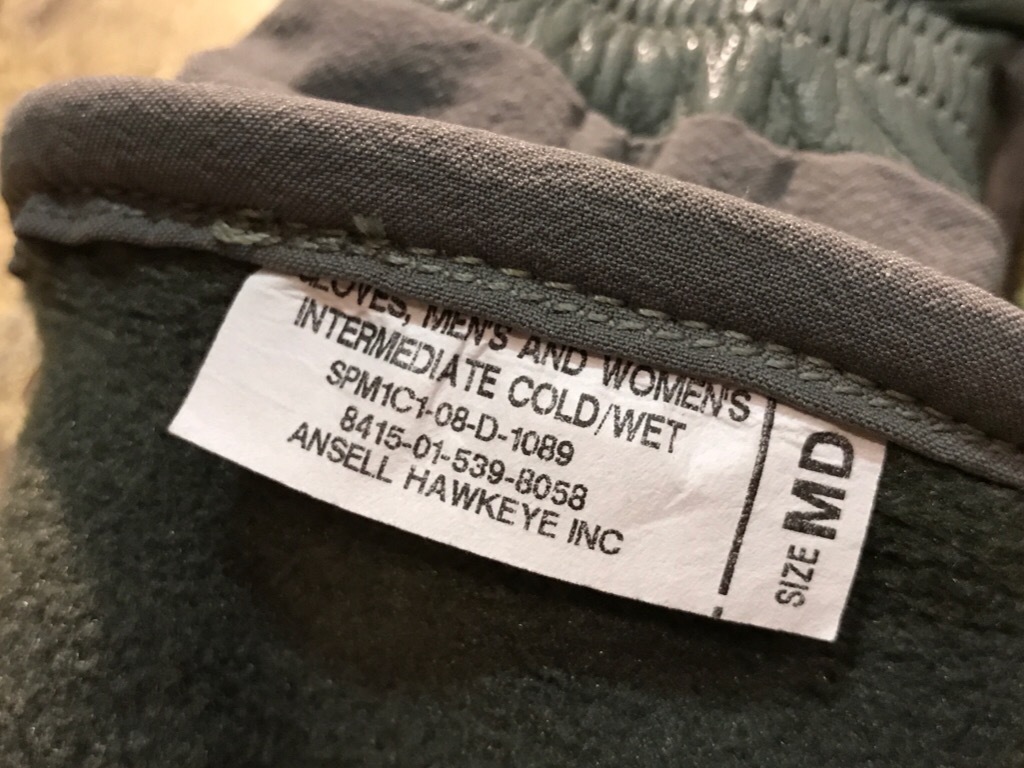 GLOVES, MEN'S AND WOMEN'S
INTERMEDIATE COLD/WET
SPM1C1-08-D-1089
8415-01-539-8058
ANSELL HAWKEYE INC
SIZE MD